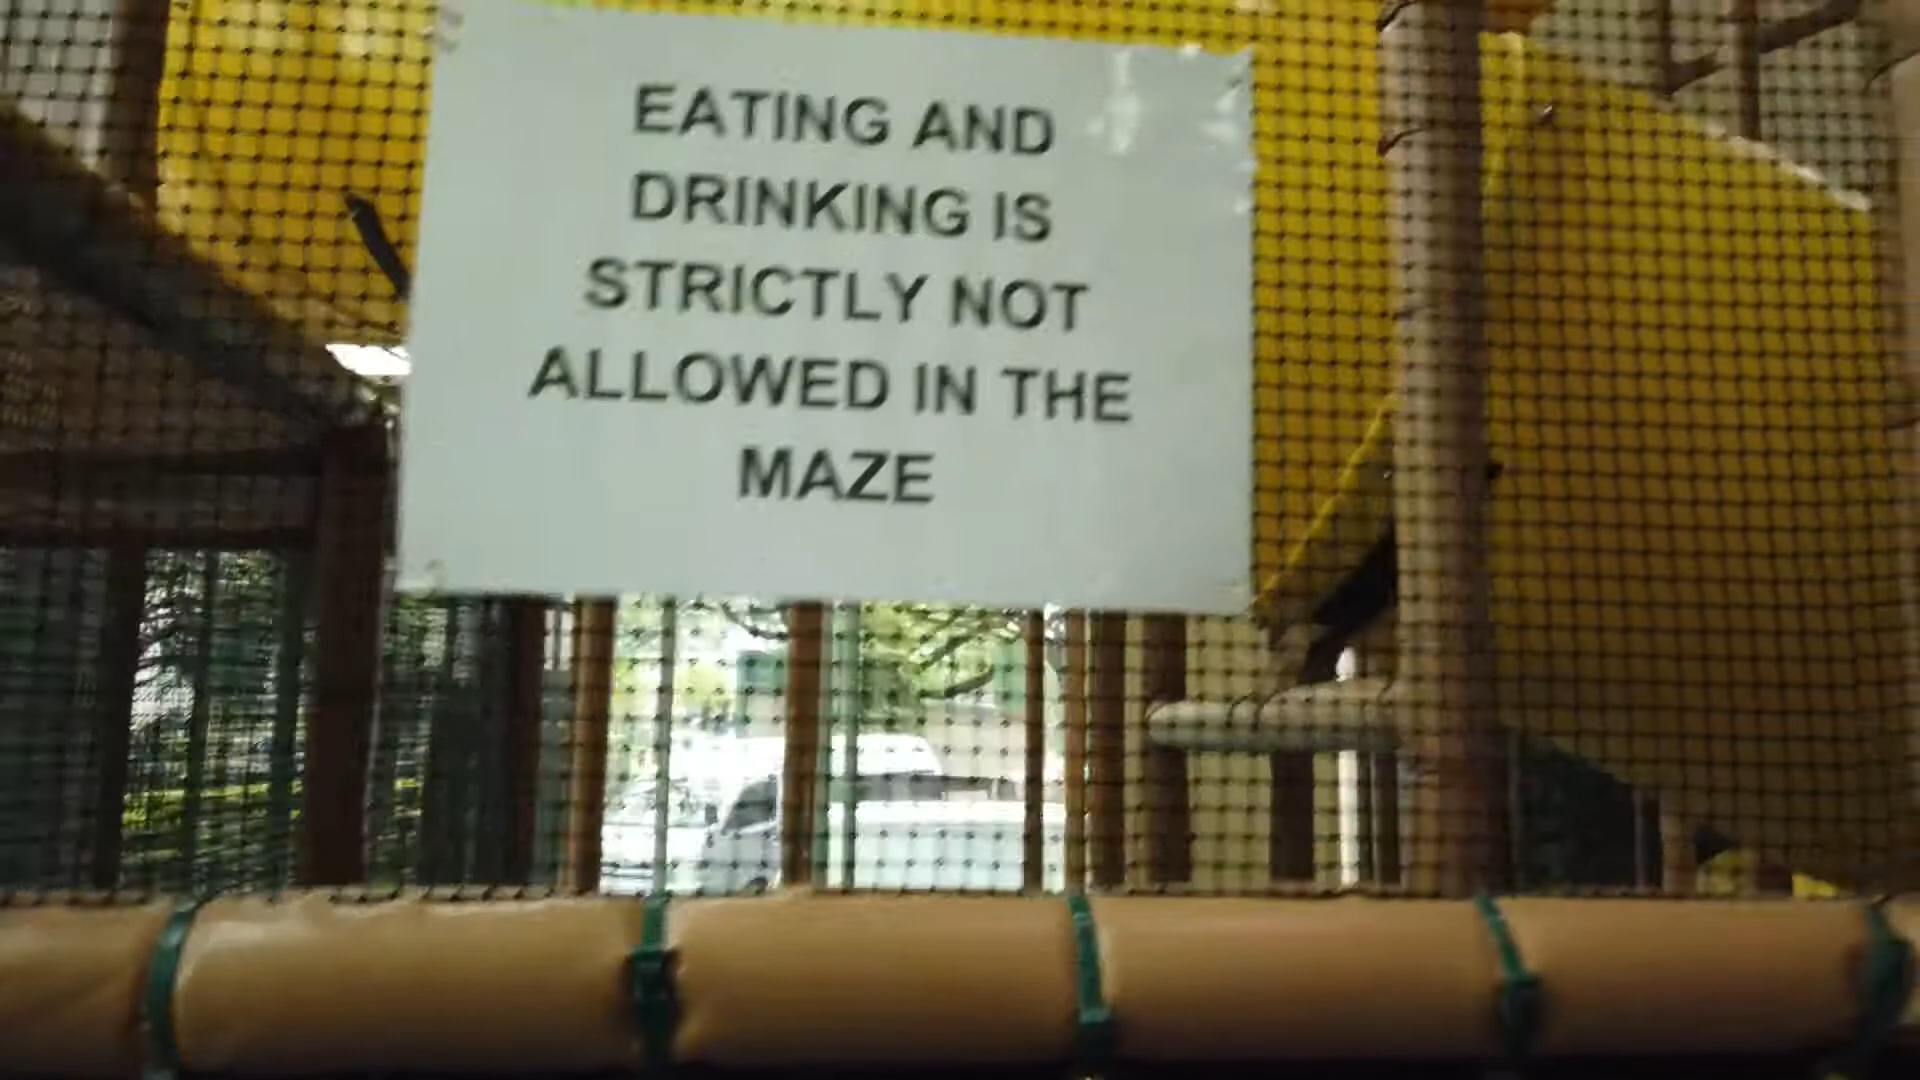 EATING AND
DRINKING IS
STRICTLY NOT
ALLOWED IN THE
MAZE